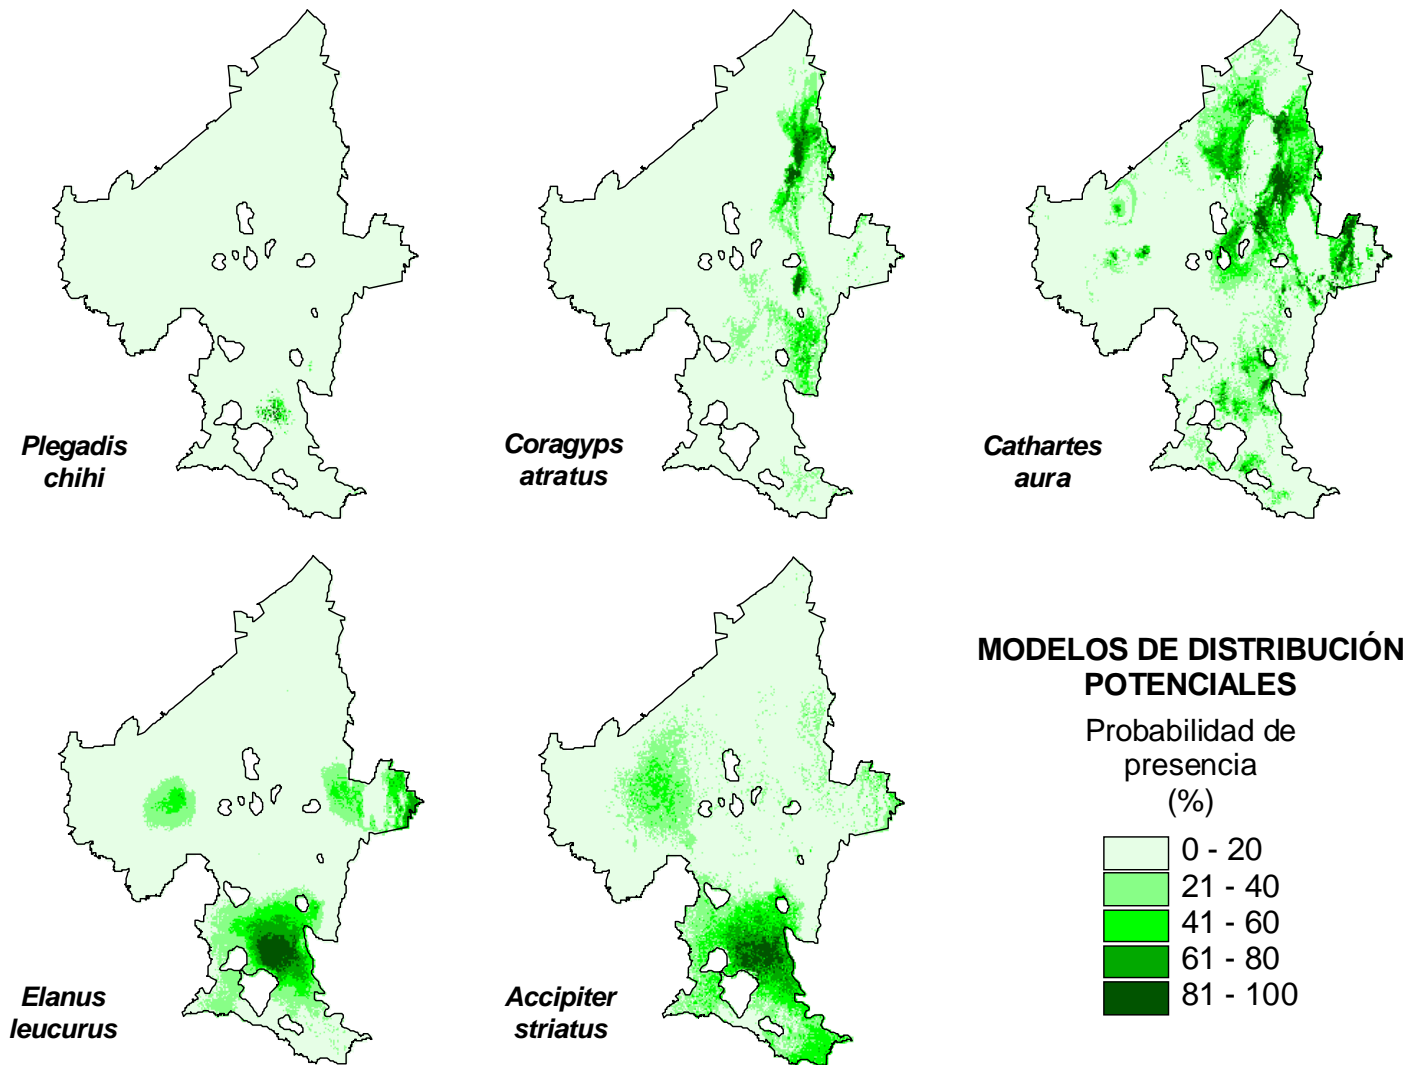 Plegadis
chihi
Coragyps
atratus
Cathartes
aura
Elanus
leucurus
Accipiter
striatus
MODELOS DE DISTRIBUCIÓN
POTENCIALES
Probabilidad de
presencia
(%)
0 - 20
21 - 40
41 - 60
61 - 80
81 - 100